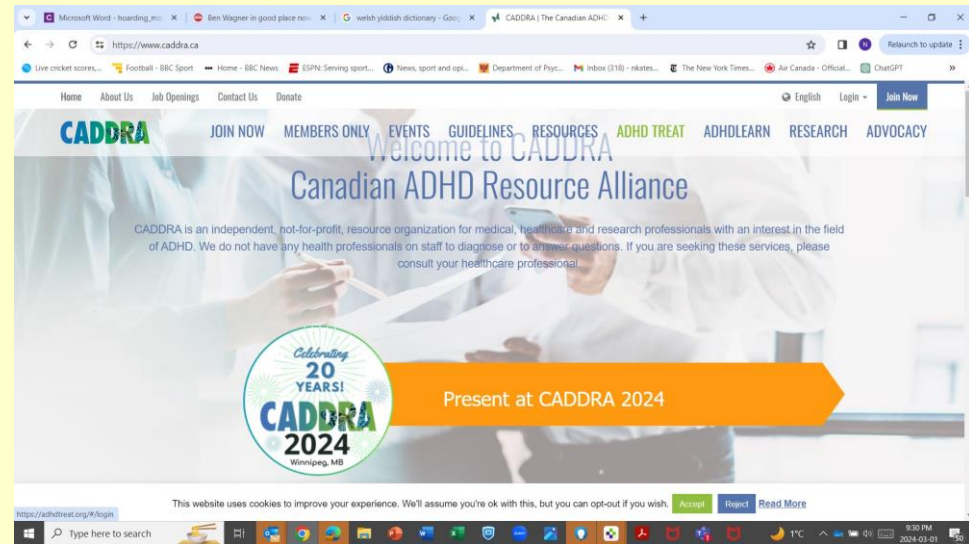 Microsoft Word - hoarding_mo
Ben Wagner in good place now
welsh yiddish dictionary - Goog
CADDRA | The Canadian ADHD
https://www.caddra.ca
Relaunch to update
Live cricket scores,...
Football - BBC Sport
Home - BBC News
ESPN: Serving sport...
News, sport and opi...
Department of Psyc...
Inbox (318) - nkates...
The New York Times...
Air Canada - Official...
ChatGPT
Home About Us Job Openings Contact Us Donate
English Login Join Now
CADDRA
JOIN NOW MEMBERS ONLY EVENTS GUIDELINES RESOURCES ADHD TREAT ADHDLEARN RESEARCH ADVOCACY
Welcome to CADDRA
Canadian ADHD Resource Alliance
CADDRA is an independent, not-for-profit, resource organization for medical, healthcare and research professionals with an interest in the field
of ADHD. We do not have any health professionals on staff to diagnose or to answer questions. If you are seeking these services, please
consult your healthcare professional.
Celebrating
20
YEARS!
CADDRA
2024
Winnipeg, MB
Present at CADDRA 2024
This website uses cookies to improve your experience. We'll assume you're ok with this, but you can opt-out if you wish. Accept Reject Read More
https://adhdtreat.org/#/login
Type here to search
1°C
9:30 PM
2024-03-01